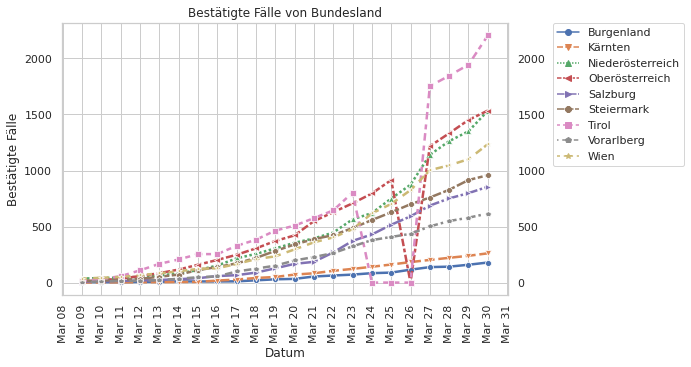 Bestätigte Fälle von Bundesland
Bestätigte Fälle
2000
1500
1000
500
0
2000
1500
1000
500
0
Mar 08
Mar 09
Mar 10
Mar 11
Mar 12
Mar 13
Mar 14
Mar 15
Mar 16
Mar 17
Mar 18
Mar 19
Mar 20
Mar 21
Mar 22
Mar 23
Mar 24
Mar 25
Mar 26
Mar 27
Mar 28
Mar 29
Mar 30
Mar 31
Datum
Burgenland
Kärnten
Niederösterreich
Oberösterreich
Salzburg
Steiermark
Tirol
Vorarlberg
Wien